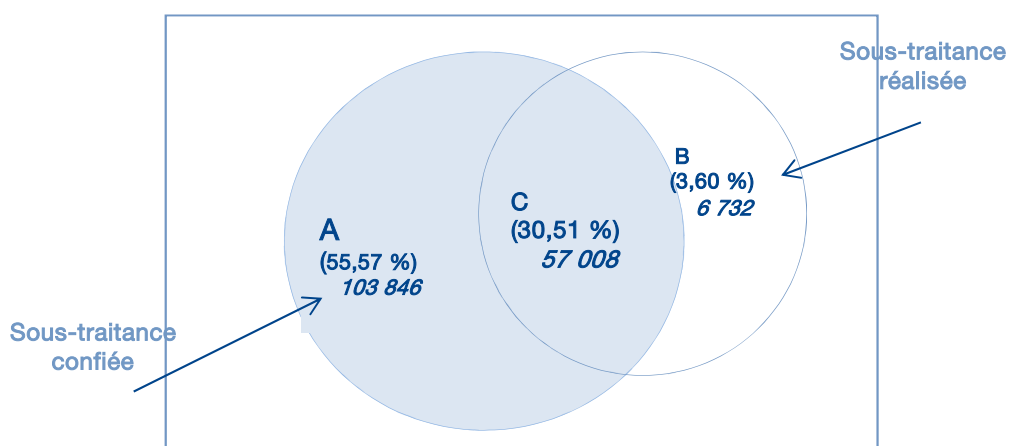 Sous-traitance
réalisée
B
(3,60 %)
6 732
C
(30,51 %)
57 008
A
(55,57 %)
103 846
Sous-traitance
confiée